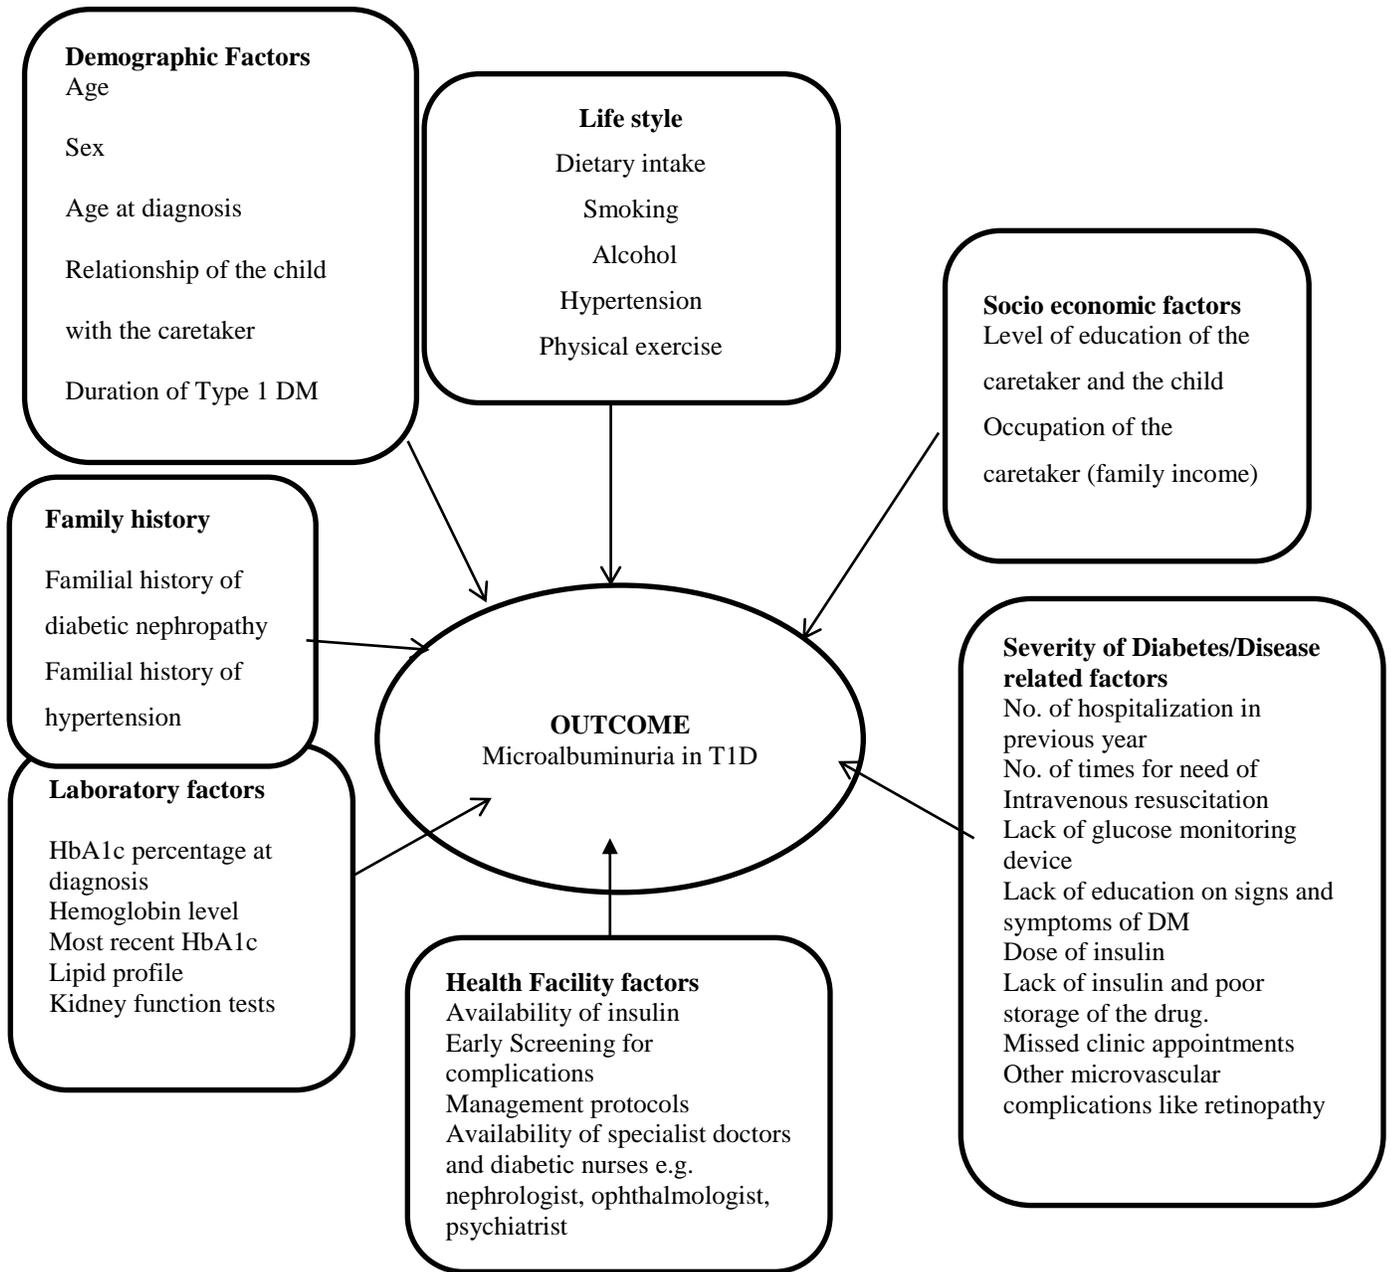 Demographic Factors
Age
Sex
Age at diagnosis
Relationship of the child
with the caretaker
Duration of Type 1 DM
Life style
Dietary intake
Smoking
Alcohol
Hypertension
Physical exercise
Socio economic factors
Level of education of the
caretaker and the child
Occupation of the
caretaker (family income)
Family history
Familial history of
diabetic nephropathy
Familial history of
hypertension
OUTCOME
Microalbuminuria in T1D
Severity of Diabetes/Disease
related factors
No. of hospitalization in
previous year
No. of times for need of
Intravenous resuscitation
Lack of glucose monitoring
device
Lack of education on signs and
symptoms of DM
Dose of insulin
Lack of insulin and poor
storage of the drug.
Missed clinic appointments
Other microvascular
complications like retinopathy
Laboratory factors
HbA1c percentage at
diagnosis
Hemoglobin level
Most recent HbA1c
Lipid profile
Kidney function tests
Health Facility factors
Availability of insulin
Early Screening for
complications
Management protocols
Availability of specialist doctors
and diabetic nurses e.g.
nephrologist, ophthalmologist,
psychiatrist